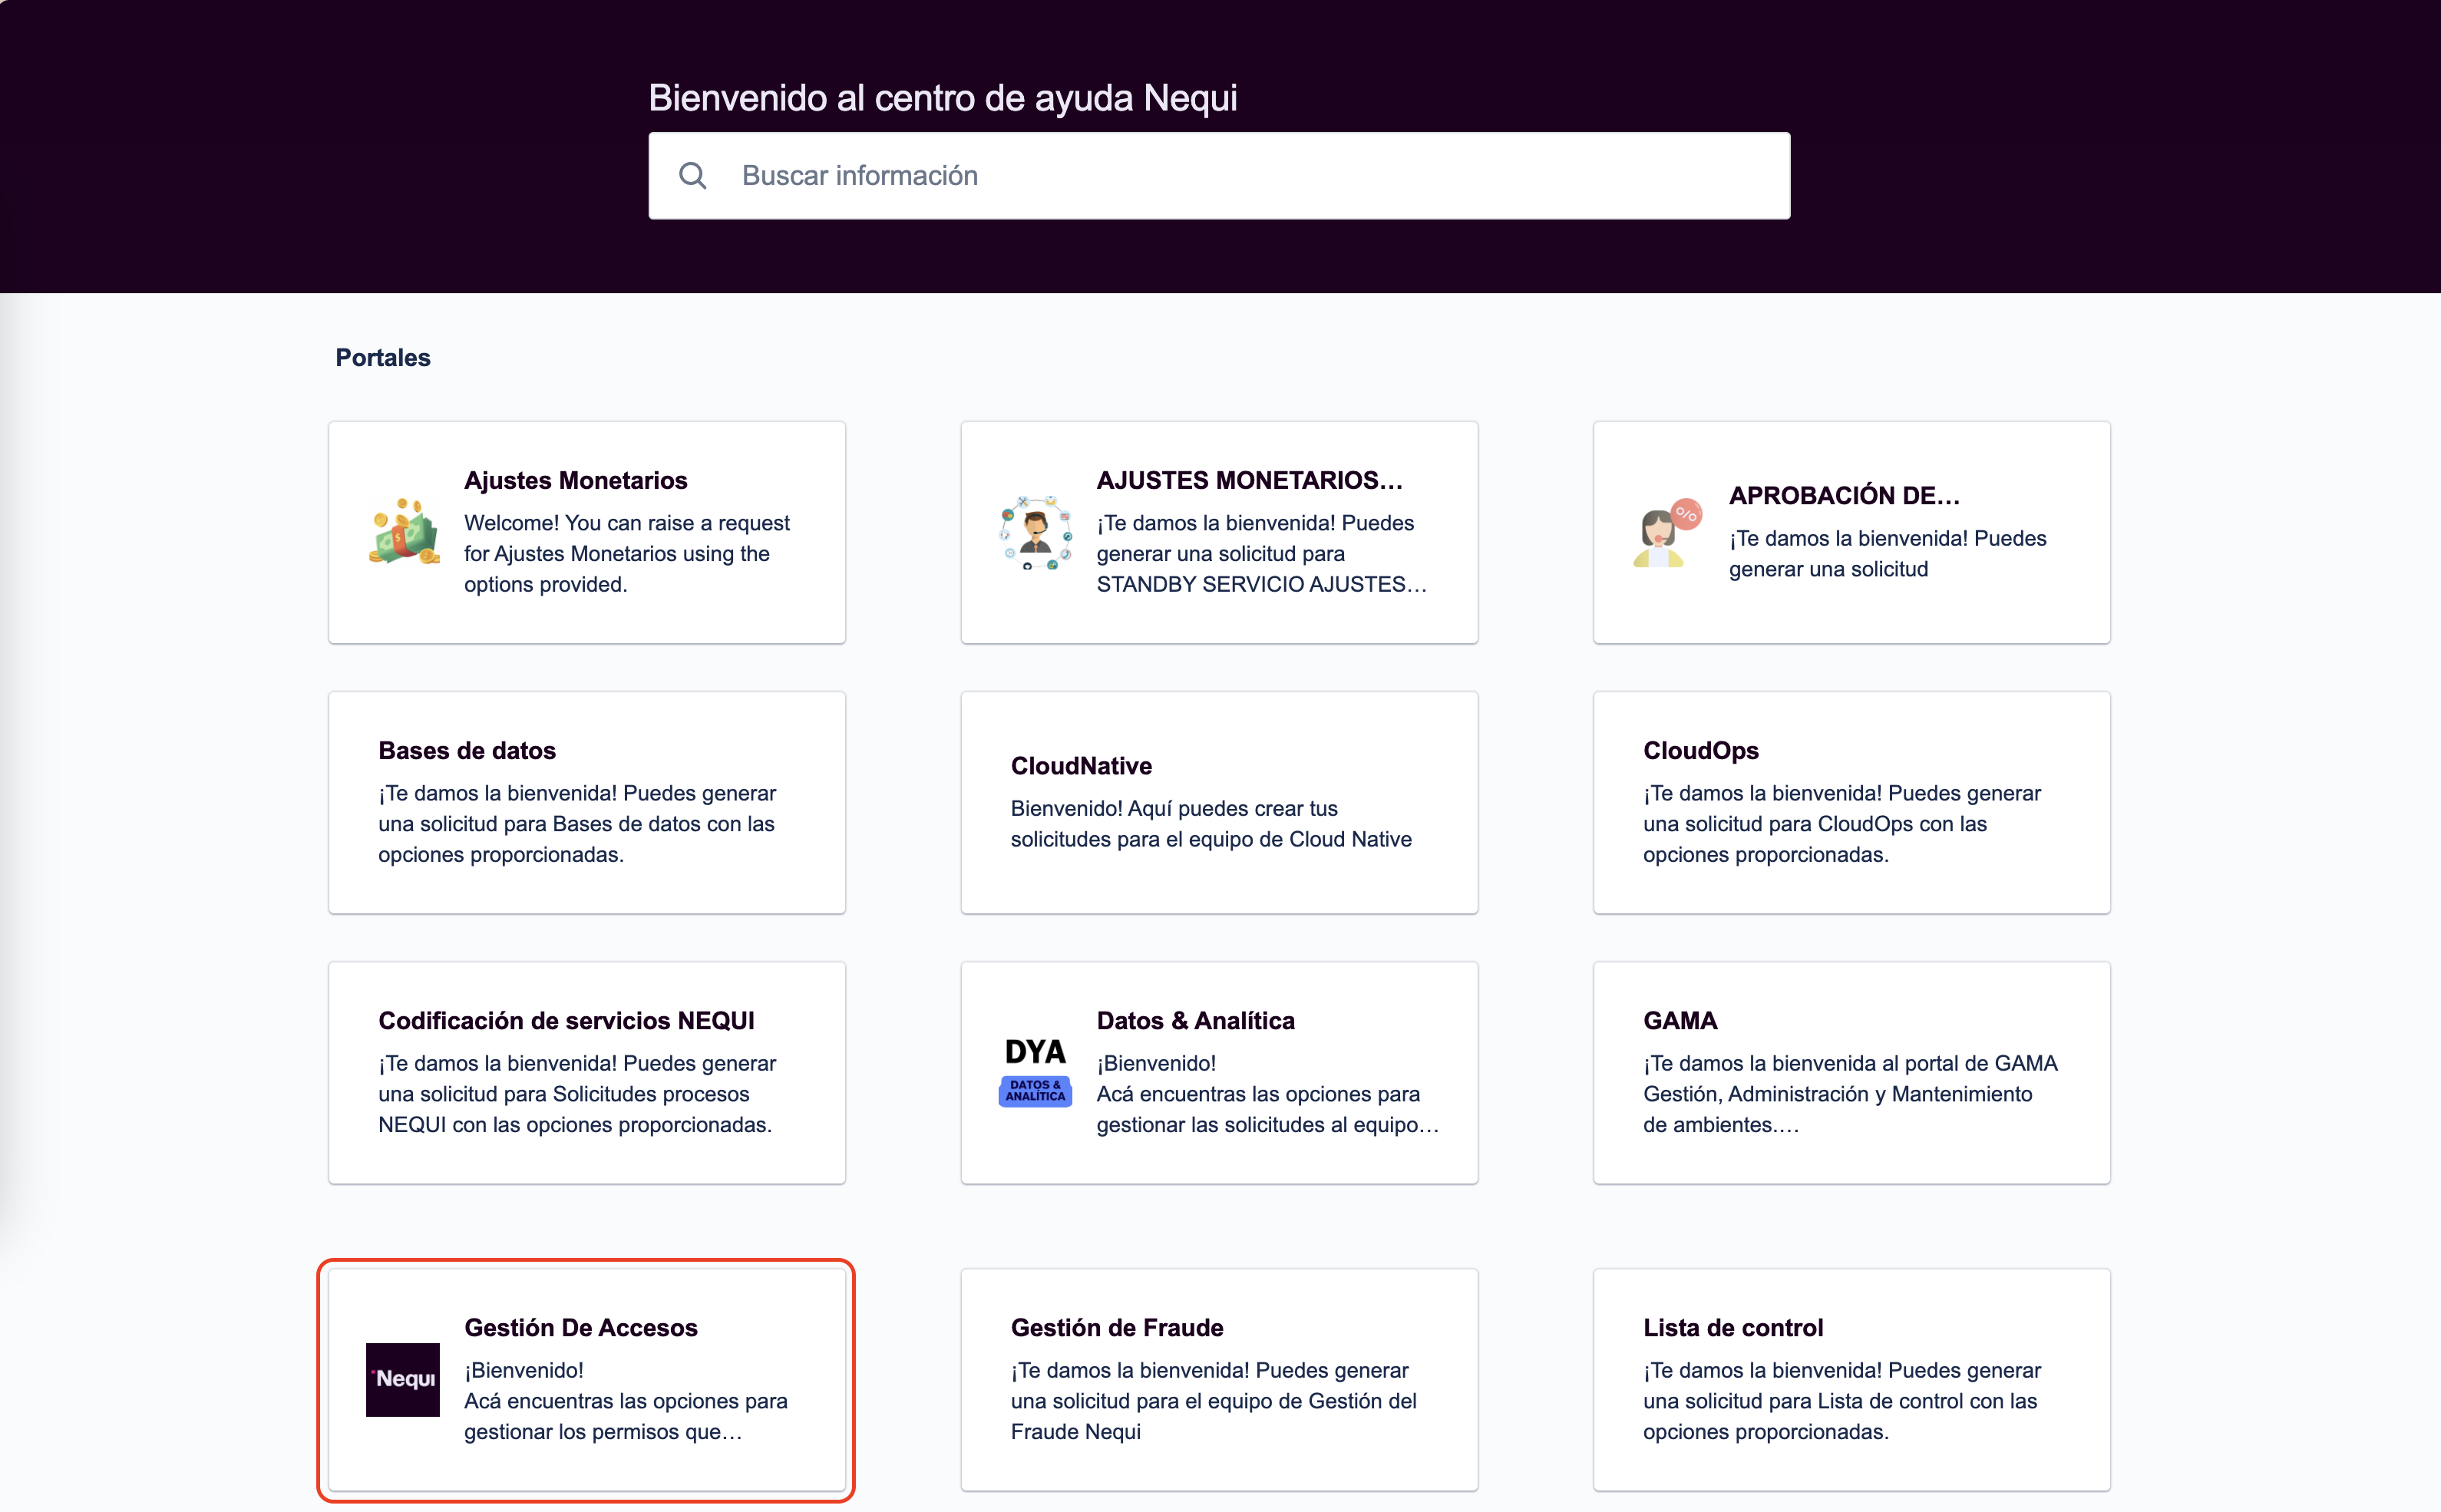 Bienvenido al centro de ayuda Nequi
Buscar información
Portales
Ajustes Monetarios
Welcome! You can raise a request
for Ajustes Monetarios using the
options provided.
AJUSTES MONETARIOS...
¡Te damos la bienvenida! Puedes
generar una solicitud para
STANDBY SERVICIO AJUSTES...
%
APROBACIÓN DE...
¡Te damos la bienvenida! Puedes
generar una solicitud
Bases de datos
¡Te damos la bienvenida! Puedes generar
una solicitud para Bases de datos con las
opciones proporcionadas.
CloudNative
Bienvenido! Aquí puedes crear tus
solicitudes para el equipo de Cloud Native
CloudOps
¡Te damos la bienvenida! Puedes generar
una solicitud para CloudOps con las
opciones proporcionadas.
Codificación de servicios NEQUI
¡Te damos la bienvenida! Puedes generar
una solicitud para Solicitudes procesos
NEQUI con las opciones proporcionadas.
DYA
DATOS &
ANALÍTICA
Datos & Analítica
¡Bienvenido!
Acá encuentras las opciones para
gestionar las solicitudes al equipo...
GAMA
¡Te damos la bienvenida al portal de GAMA
Gestión, Administración y Mantenimiento
de ambientes....
Nequi
Gestión De Accesos
¡Bienvenido!
Acá encuentras las opciones para
gestionar los permisos que...
Gestión de Fraude
¡Te damos la bienvenida! Puedes generar
una solicitud para el equipo de Gestión del
Fraude Nequi
Lista de control
¡Te damos la bienvenida! Puedes generar
una solicitud para Lista de control con las
opciones proporcionadas.